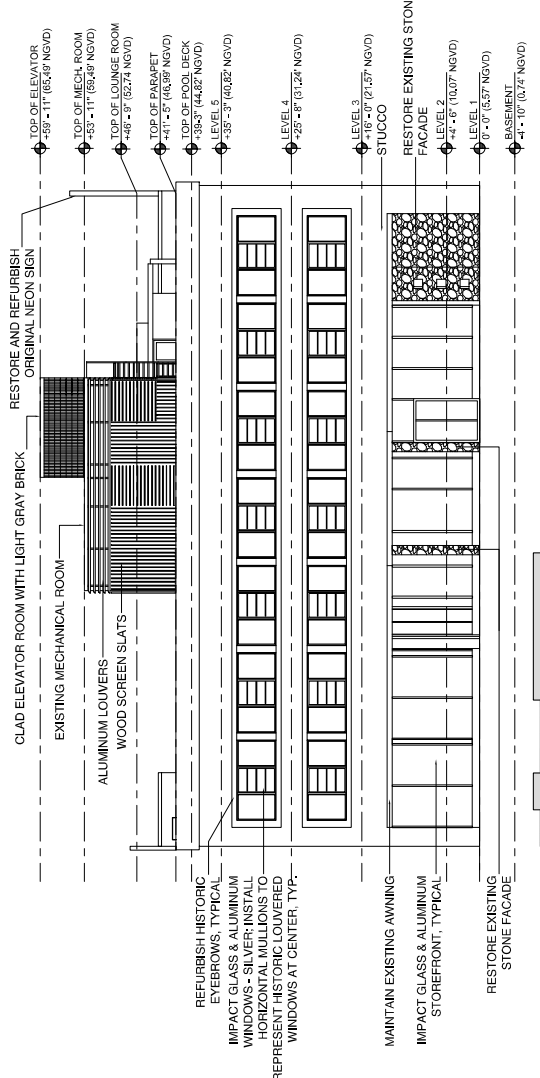 CLAD ELEVATOR ROOM WITH LIGHT GRAY BRICK
RESTORE AND REFURBISH
ORIGINAL NEON SIGN
EXISTING MECHANICAL ROOM
ALUMINUM LOUVERS
WOOD SCREEN SLATS
TOP OF ELEVATOR
+59' - 11" (65.49' NGVD)
TOP OF MECH. ROOM
+53' - 11" (59.49' NGVD)
TOP OF LOUNGE ROOM
+46' - 9" (52.74 NGVD)
TOP OF PARAPET
+41' - 5" (46.99' NGVD)
TOP OF POOL DECK
+39'-3" (44.82' NGVD)
LEVEL 5
+35' - 3" (40.82' NGVD)
LEVEL 4
+25' - 8" (31.24' NGVD)
LEVEL 3
+16' - 0" (21.57' NGVD)
STUCCO
RESTORE EXISTING STON
FACADE
LEVEL 2
+4' - 6" (10.07' NGVD)
LEVEL 1
0' - 0" (5.57' NGVD)
BASEMENT
-4' - 10" (0.74' NGVD)
REFURBISH HISTORIC
EYEBROWS, TYPICAL
IMPACT GLASS & ALUMINUM
WINDOWS - SILVER; INSTALL
HORIZONTAL MULLIONS TO
REPRESENT HISTORIC LOUVERED
WINDOWS AT CENTER, TYP.
MAINTAIN EXISTING AWNING
IMPACT GLASS & ALUMINUM
STOREFRONT, TYPICAL
RESTORE EXISTING
STONE FACADE